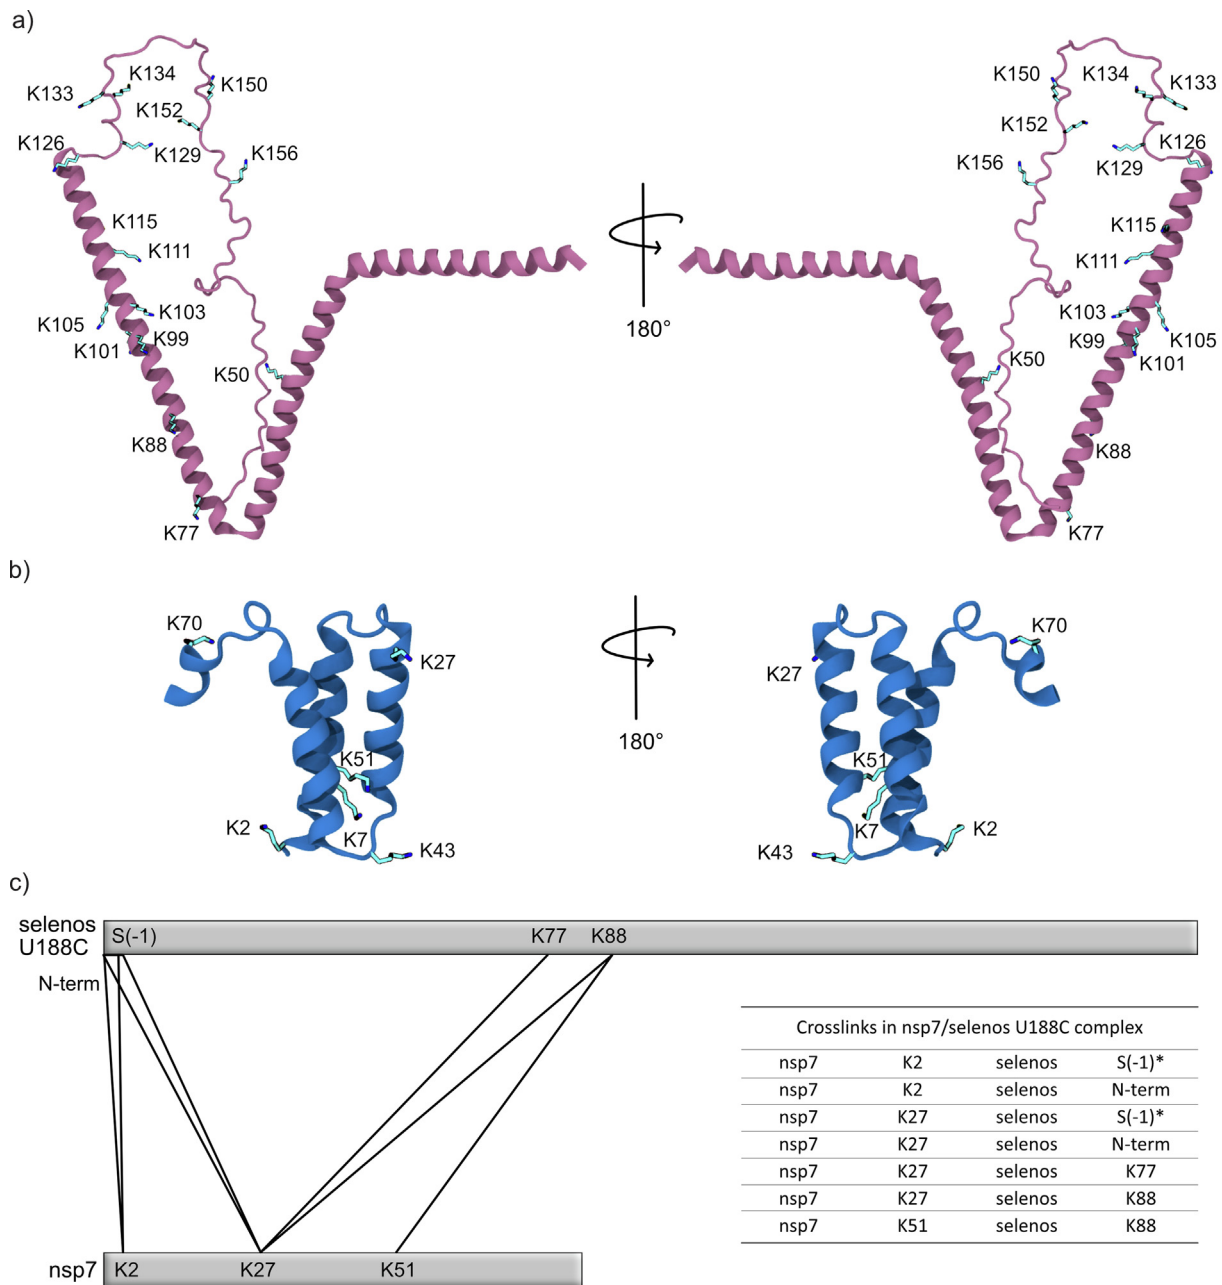 a)
K134
K133
K150
K152
K126
K129
K156
K115
K111
K103
K105
K99
K101
K50
K88
K77
180°
K150
K134
K133
K152
K126
K156
K129
K115
K111
K103
K99
K105
K101
K50
K88
K77
b)
K70
K27
K51
K2
K7
K43
180°
K70
K27
K51
K7
K2
K43
c)
selenos
U188C
S(-1)
K77
K88
N-term
nsp7
K2
K27
K51
Crosslinks in nsp7/selenos U188C complex
nsp7 K2 selenos S(-1)*
nsp7 K2 selenos N-term
nsp7 K27 selenos S(-1)*
nsp7 K27 selenos N-term
nsp7 K27 selenos K77
nsp7 K27 selenos K88
nsp7 K51 selenos K88